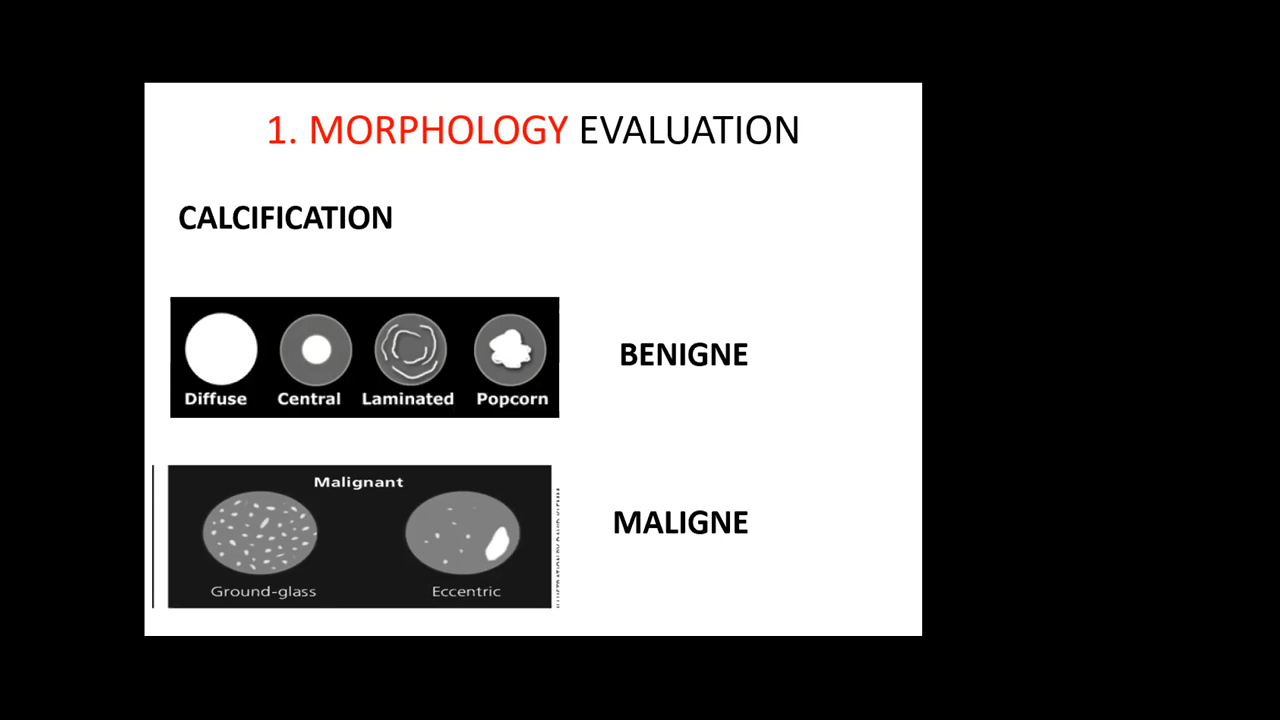 1. MORPHOLOGY EVALUATION
CALCIFICATION
Diffuse Central Laminated Popcorn
BENIGNE
Malignant
Ground-glass Eccentric
MALIGNE